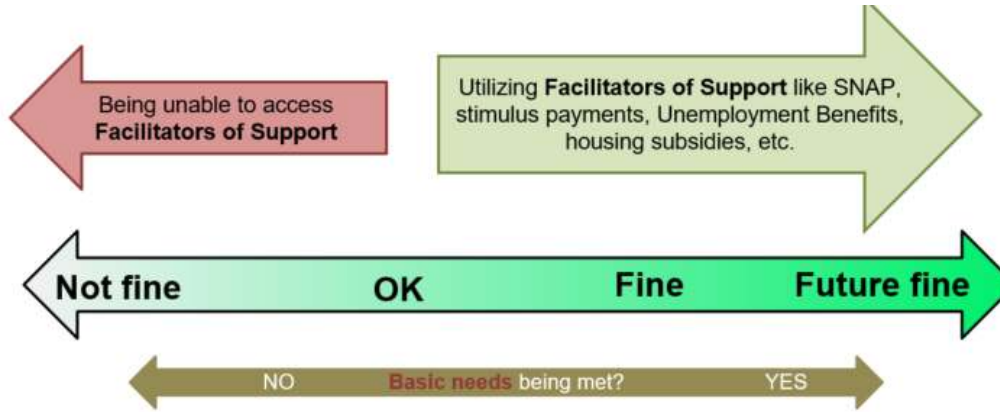 Being unable to access
Facilitators of Support
Utilizing Facilitators of Support like SNAP,
stimulus payments, Unemployment Benefits,
housing subsidies, etc.
Not fine OK Fine Future fine
NO Basic needs being met? YES